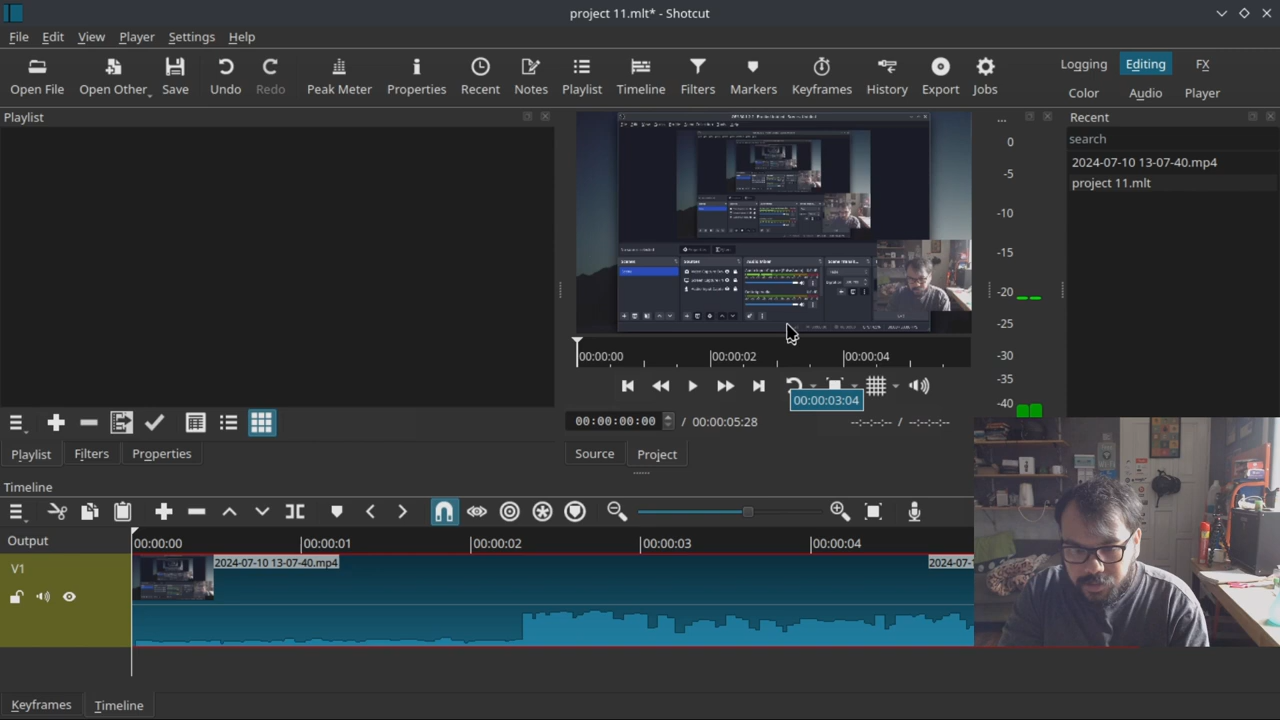 project 11.mlt* - Shotcut
File Edit View Player Settings Help
Open File Open Other Save Undo Redo Peak Meter Properties Recent Notes Playlist Timeline Filters Markers Keyframes History Export Jobs
Logging Editing FX
Color Audio Player
Playlist
... 
Recent
search
2024-07-10 13-07-40.mp4
project 11.mlt
0
-5
-10
-15
-20
-25
-30
-35
-40
00:00:00 00:00:02 00:00:04
00:00:03:04
00:00:00:00 / 00:00:05:28 --:--:--:-- / --:--:--:--
Playlist Filters Properties
Source Project
Timeline
Output 00:00:00 00:00:01 00:00:02 00:00:03 00:00:04
V1 2024-07-10 13-07-40.mp4 2024-07-
Keyframes Timeline